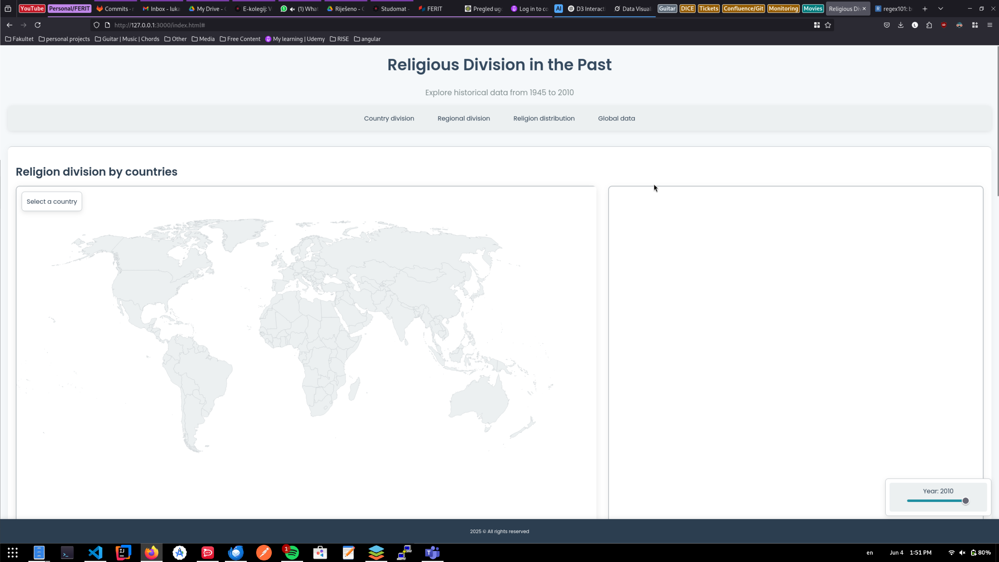 YouTube Personal/FERIT Commits · r Inbox - luka My Drive - E-kolegij: V (1) What Riješeno - Studomat - FERIT Pregled ug Log in to co AI D3 Interact Data Visual Guitar DICE Tickets Confluence/Git Monitoring Movies Religious Di regex101: b
http://127.0.0.1:3000/index.html#
Fakultet personal projects Guitar | Music | Chords Other Media Free Content My learning | Udemy RISE angular
Religious Division in the Past
Explore historical data from 1945 to 2010
Country division Regional division Religion distribution Global data
Religion division by countries
Select a country
Year: 2010
2025 © All rights reserved
1
en Jun 4 1:51 PM 80%